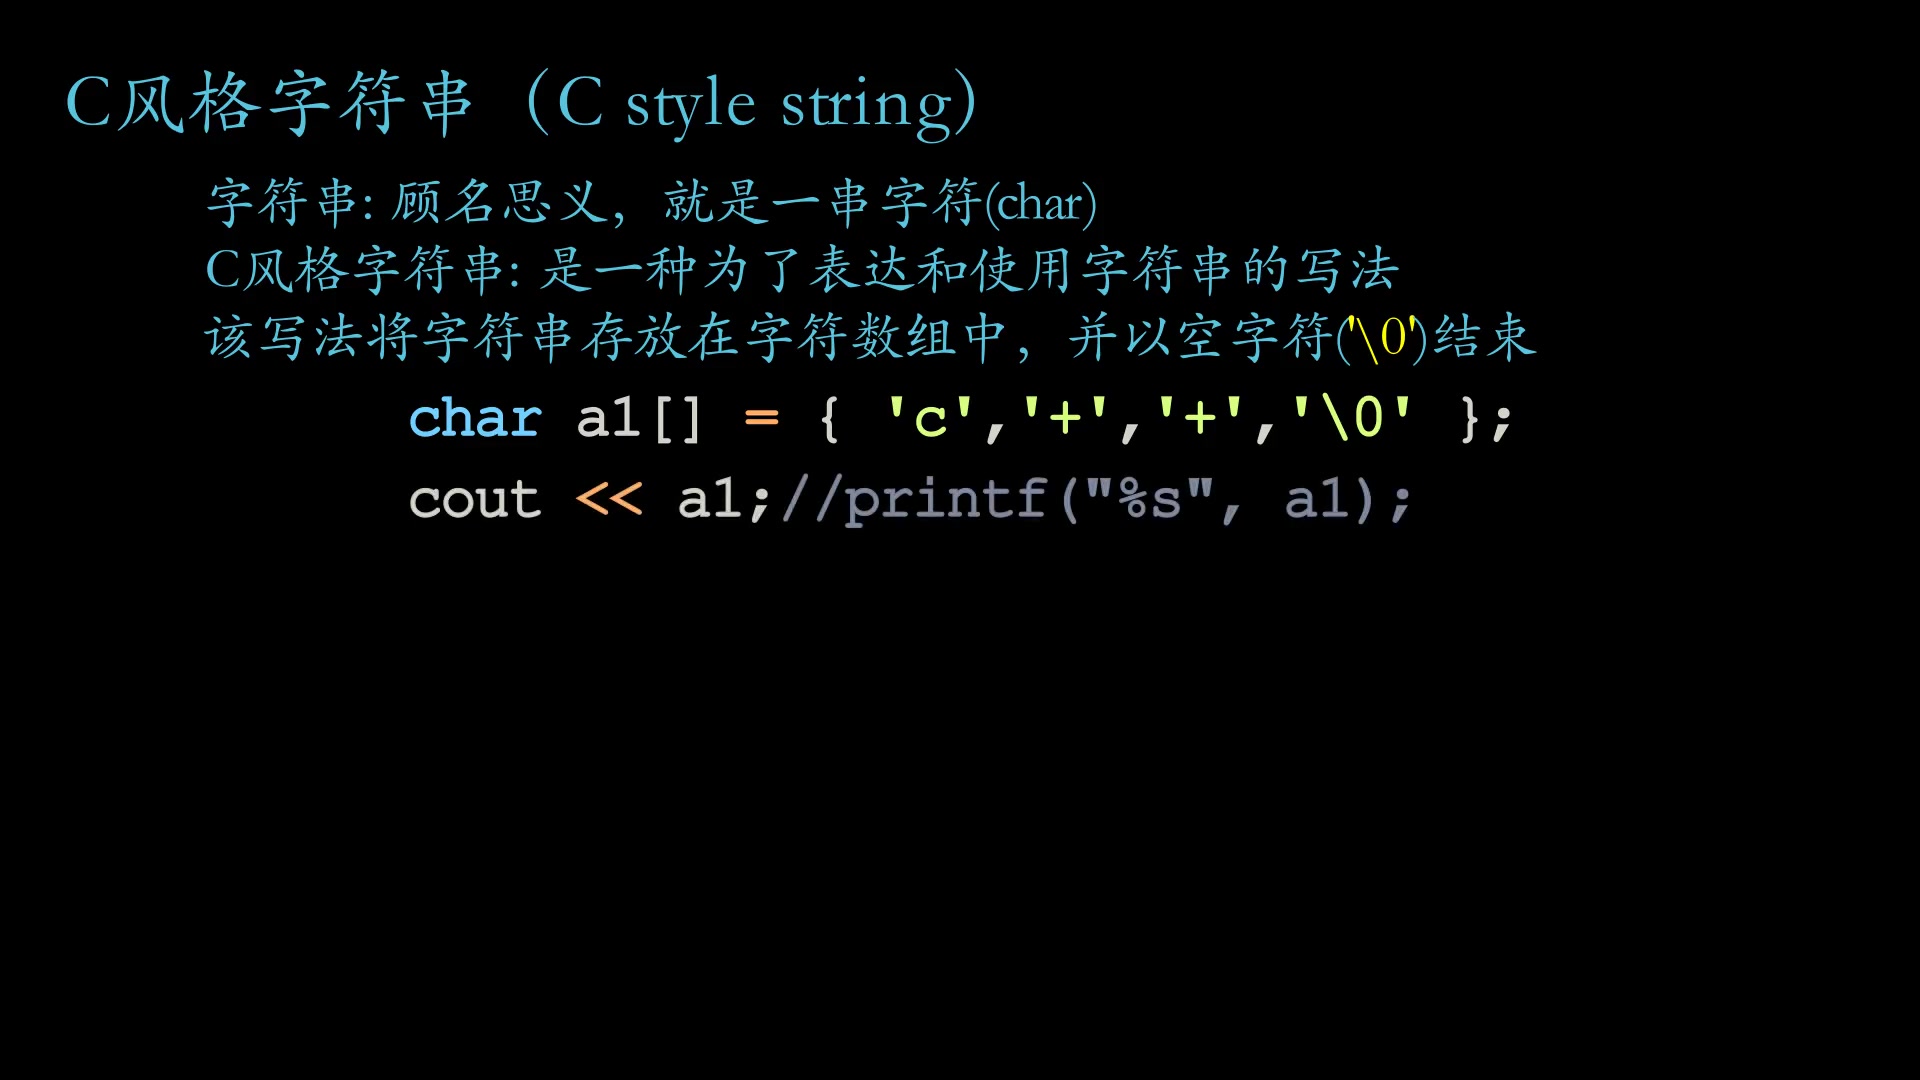 C风格字符串（C style string）
字符串: 顾名思义，就是一串字符(char)
C风格字符串: 是一种为了表达和使用字符串的写法
该写法将字符串存放在字符数组中，并以空字符('\0')结束
char a1[] = { 'c','+','+','\0' };
cout << a1;//printf("%s", a1);